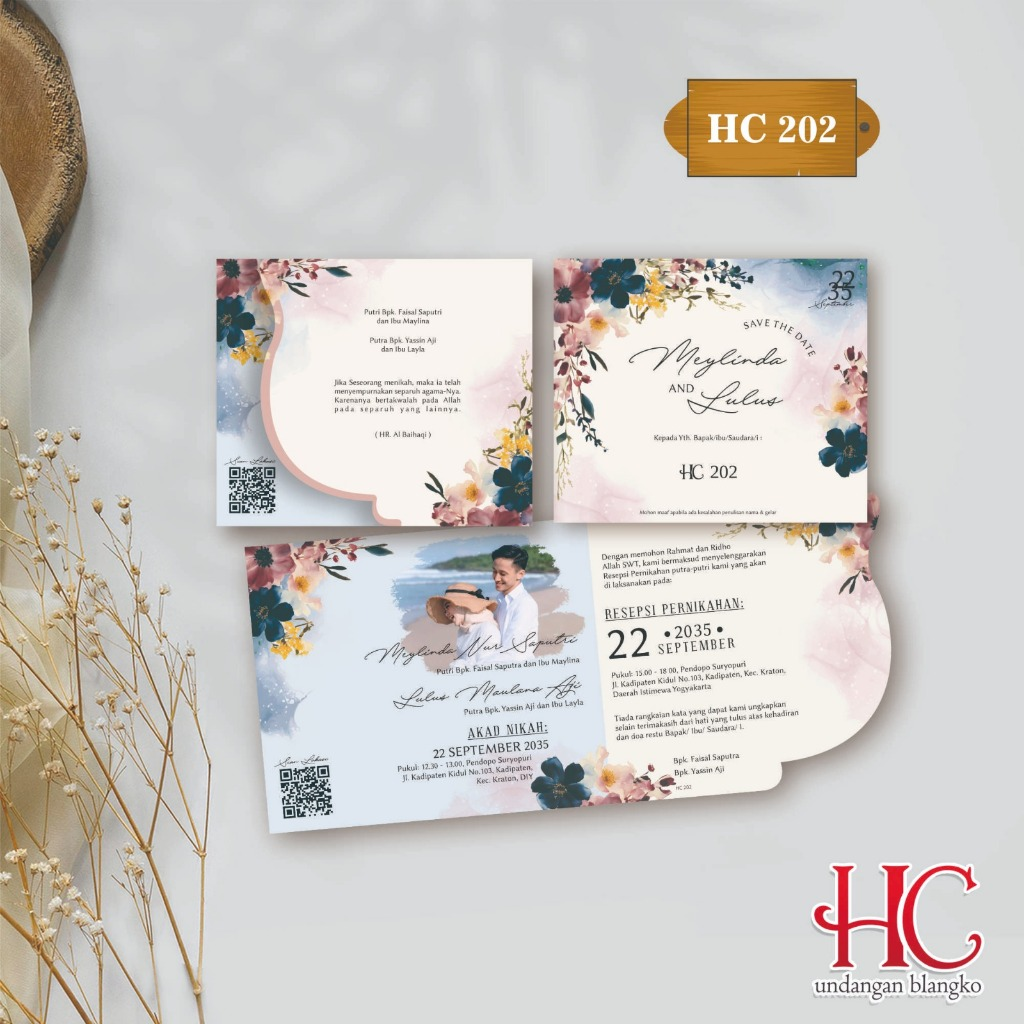 HC 202
Putri Bpk. Faisal Saputri
dan Ibu Maylina
Putra Bpk. Yassin Aji
dan Ibu Layla
Jika Seseorang menikah, maka ia telah
menyempurnakan separuh agama-Nya.
Karenanya bertakwalah pada Allah
pada separuh yang lainnya.
( HR. Al Baihaqi )
Scan Lokasi
22
35
September
SAVE THE DATE
Meylinda
AND
Lulus
Kepada Yth. Bapak/ibu/Saudara/i :
HC 202
Mohon maaf apabila ada kesalahan penulisan nama & gelar
Meylinda Nur Saputri
Putri Bpk. Faisal Saputra dan Ibu Maylina
Lulus Maulana Aji
Putra Bpk. Yassin Aji dan Ibu Layla
AKAD NIKAH:
22 SEPTEMBER 2035
Pukul: 12.30 - 13.00, Pendopo Suryopuri
Jl. Kadipaten Kidul No.103, Kadipaten,
Kec. Kraton, DIY
Scan Lokasi
Dengan memohon Rahmat dan Ridho
Allah SWT, kami bermaksud menyelenggarakan
Resepsi Pernikahan putra-putri kami yang akan
di laksanakan pada:
RESEPSI PERNIKAHAN:
22 •2035•
SEPTEMBER
Pukul: 15.00 - 18.00, Pendopo Suryopuri
Jl. Kadipaten Kidul No.103, Kadipaten, Kec. Kraton,
Daerah Istimewa Yogyakarta
Tiada rangkaian kata yang dapat kami ungkapkan
selain terimakasih dari hati yang tulus atas kehadiran
dan doa restu Bapak/ Ibu/ Saudara/ i.
Bpk. Faisal Saputra
Bpk. Yassin Aji
HC 202
HC
undangan blangko